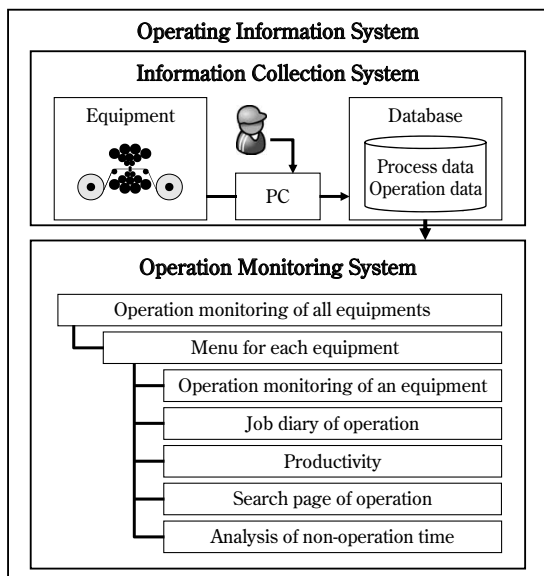 Operating Information System
Information Collection System
Equipment
Database
PC
Process data
Operation data
Operation Monitoring System
Operation monitoring of all equipments
Menu for each equipment
Operation monitoring of an equipment
Job diary of operation
Productivity
Search page of operation
Analysis of non-operation time